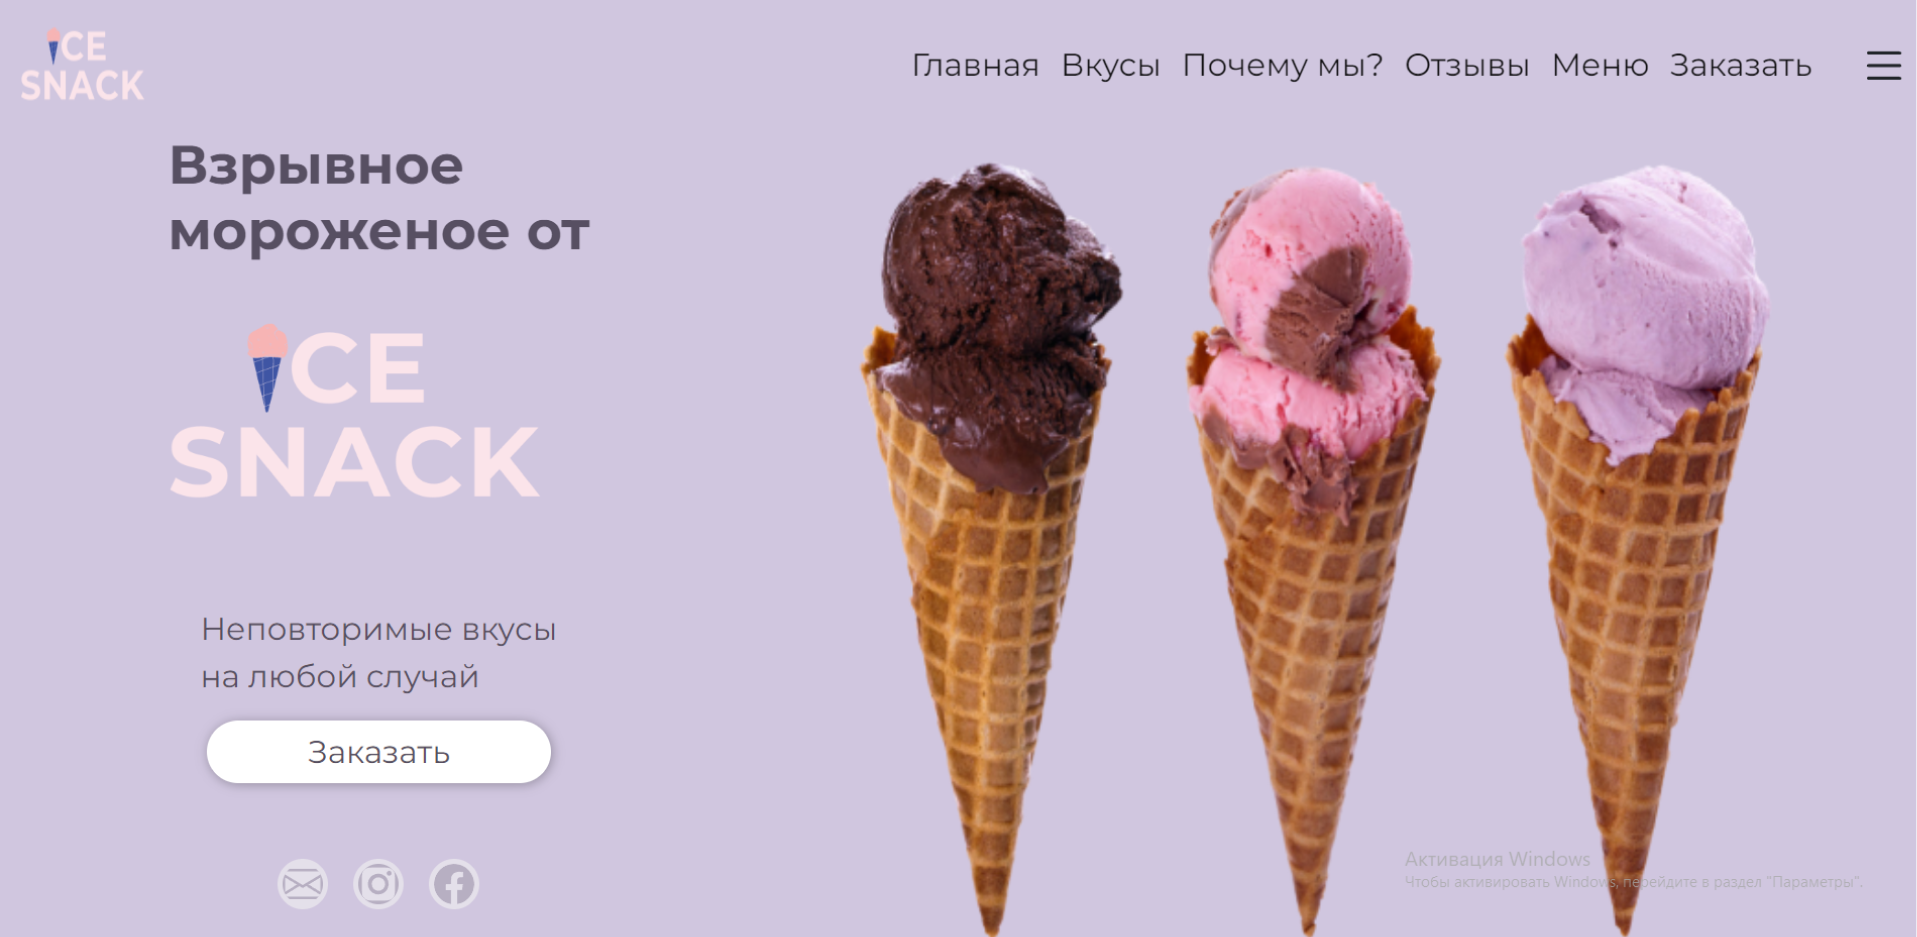 ICE
SNACK
Главная Вкусы Почему мы? Отзывы Меню Заказать
Взрывное
мороженое от
ICE
SNACK
Неповторимые вкусы
на любой случай
Заказать
Активация Windows
Чтобы активировать Windows, перейдите в раздел "Параметры".